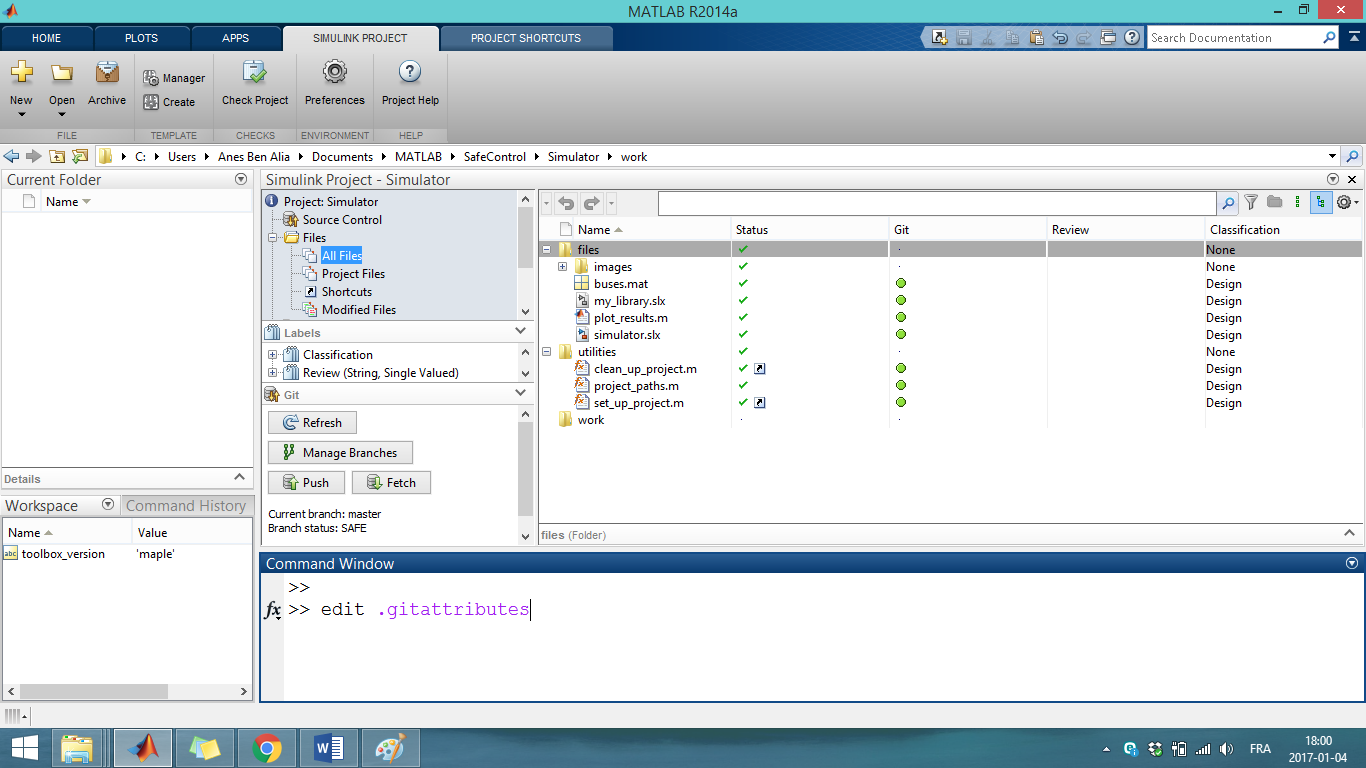 MATLAB R2014a
HOME PLOTS APPS SIMULINK PROJECT PROJECT SHORTCUTS
Search Documentation
New Open Archive Manager Create Check Project Preferences Project Help
FILE TEMPLATE CHECKS ENVIRONMENT HELP
C: Users Anes Ben Alia Documents MATLAB SafeControl Simulator work
Current Folder
Name
Details
Workspace Command History
Name Value
abc toolbox_version 'maple'
Simulink Project - Simulator
Project: Simulator
Source Control
Files
All Files
Project Files
Shortcuts
Modified Files
Labels
Classification
Review (String, Single Valued)
Git
Refresh
Manage Branches
Push Fetch
Current branch: master
Branch status: SAFE
Name Status Git Review Classification
files None
images None
buses.mat Design
my_library.slx Design
plot_results.m Design
simulator.slx Design
utilities None
clean_up_project.m Design
project_paths.m Design
set_up_project.m Design
work
files (Folder)
Command Window
>>
fx >> edit .gitattributes
FRA
18:00
2017-01-04